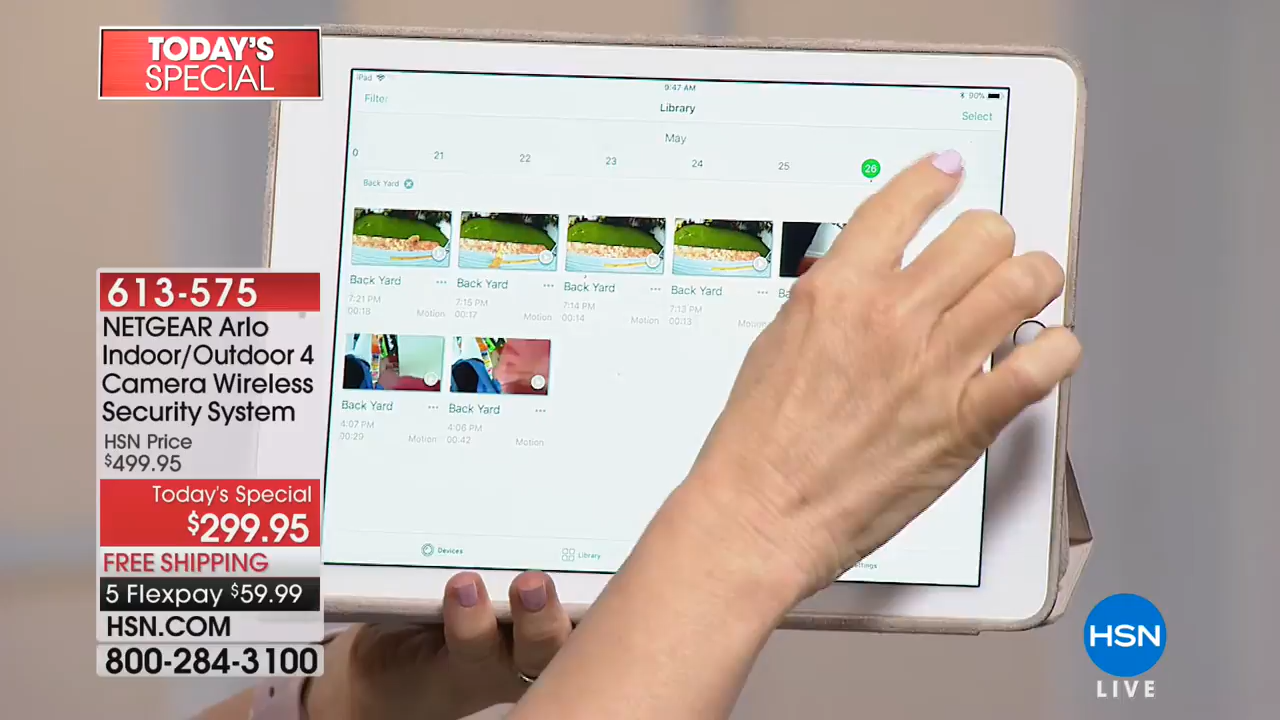 TODAY'S
SPECIAL
613-575
NETGEAR Arlo
Indoor/Outdoor 4
Camera Wireless
Security System
HSN Price
$499.95
Today's Special
$299.95
FREE SHIPPING
5 Flexpay $59.99
HSN.COM
800-284-3100
iPad
9:47 AM
90%
Filter
Library
Select
May
0 21 22 23 24 25 26
Back Yard
Back Yard Back Yard Back Yard Back Yard
7:21 PM 7:15 PM 7:14 PM 7:13 PM
00:18 Motion 00:17 Motion 00:14 Motion 00:13 Motion
Back Yard Back Yard
4:07 PM 4:06 PM
00:29 Motion 00:42 Motion
Devices Library
HSN
LIVE